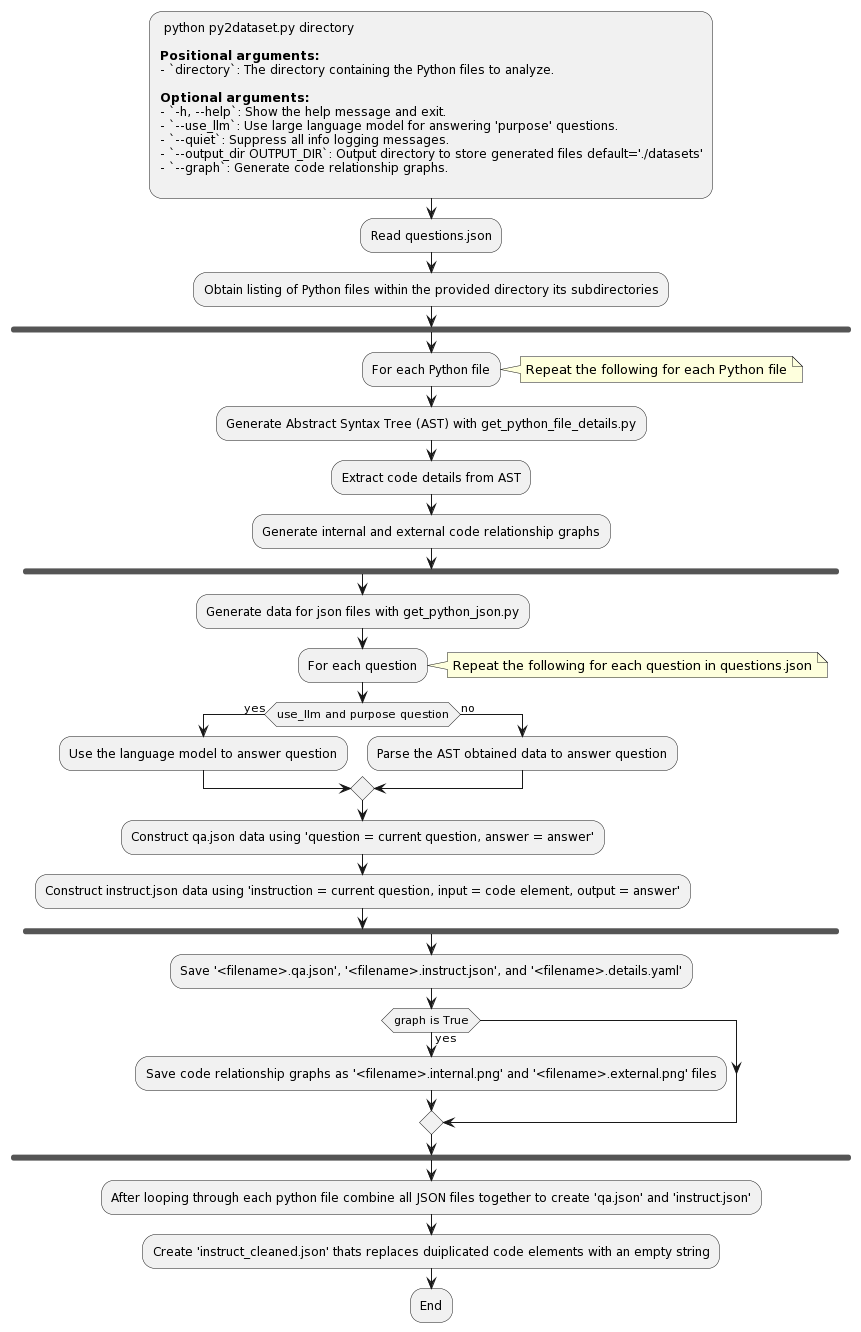 python py2dataset.py directory
Positional arguments:
- `directory`: The directory containing the Python files to analyze.
Optional arguments:
- `-h, --help`: Show the help message and exit.
- `--use_llm`: Use large language model for answering 'purpose' questions.
- `--quiet`: Suppress all info logging messages.
- `--output_dir OUTPUT_DIR`: Output directory to store generated files default='./datasets'
- `--graph`: Generate code relationship graphs.
Read questions.json
Obtain listing of Python files within the provided directory its subdirectories
For each Python file
Repeat the following for each Python file
Generate Abstract Syntax Tree (AST) with get_python_file_details.py
Extract code details from AST
Generate internal and external code relationship graphs
Generate data for json files with get_python_json.py
For each question
Repeat the following for each question in questions.json
yes
use_llm and purpose question
no
Use the language model to answer question
Parse the AST obtained data to answer question
Construct qa.json data using 'question = current question, answer = answer'
Construct instruct.json data using 'instruction = current question, input = code element, output = answer'
Save '<filename>.qa.json', '<filename>.instruct.json', and '<filename>.details.yaml'
graph is True
yes
Save code relationship graphs as '<filename>.internal.png' and '<filename>.external.png' files
After looping through each python file combine all JSON files together to create 'qa.json' and 'instruct.json'
Create 'instruct_cleaned.json' thats replaces duiplicated code elements with an empty string
End